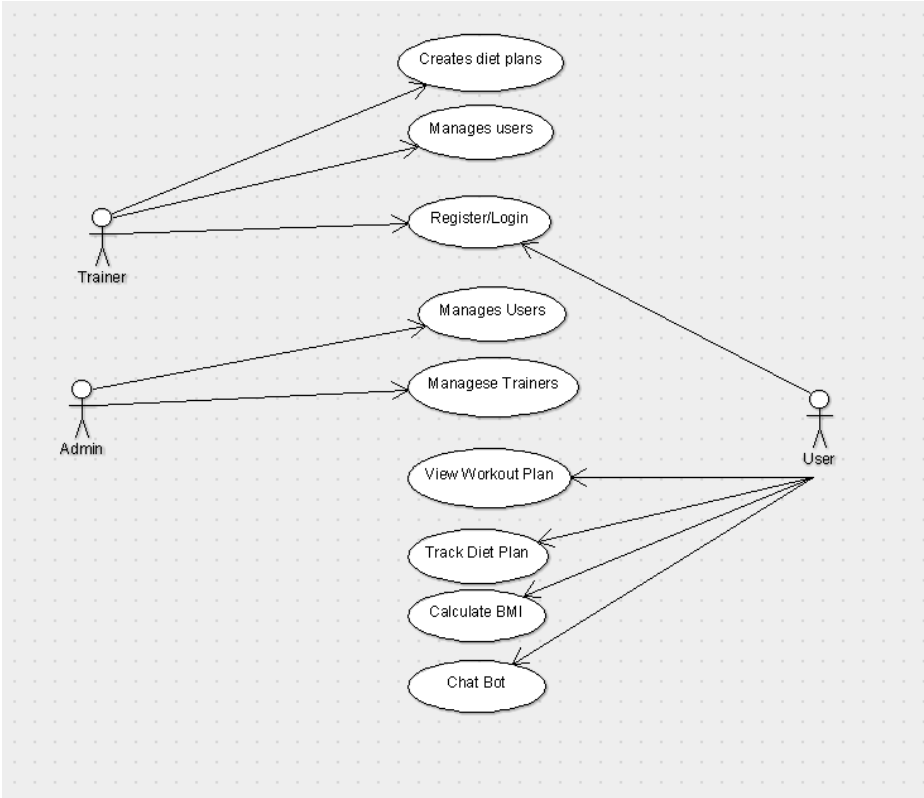 Creates diet plans
Manages users
Register/Login
Trainer
Manages Users
Managese Trainers
Admin
User
View Workout Plan
Track Diet Plan
Calculate BMI
Chat Bot